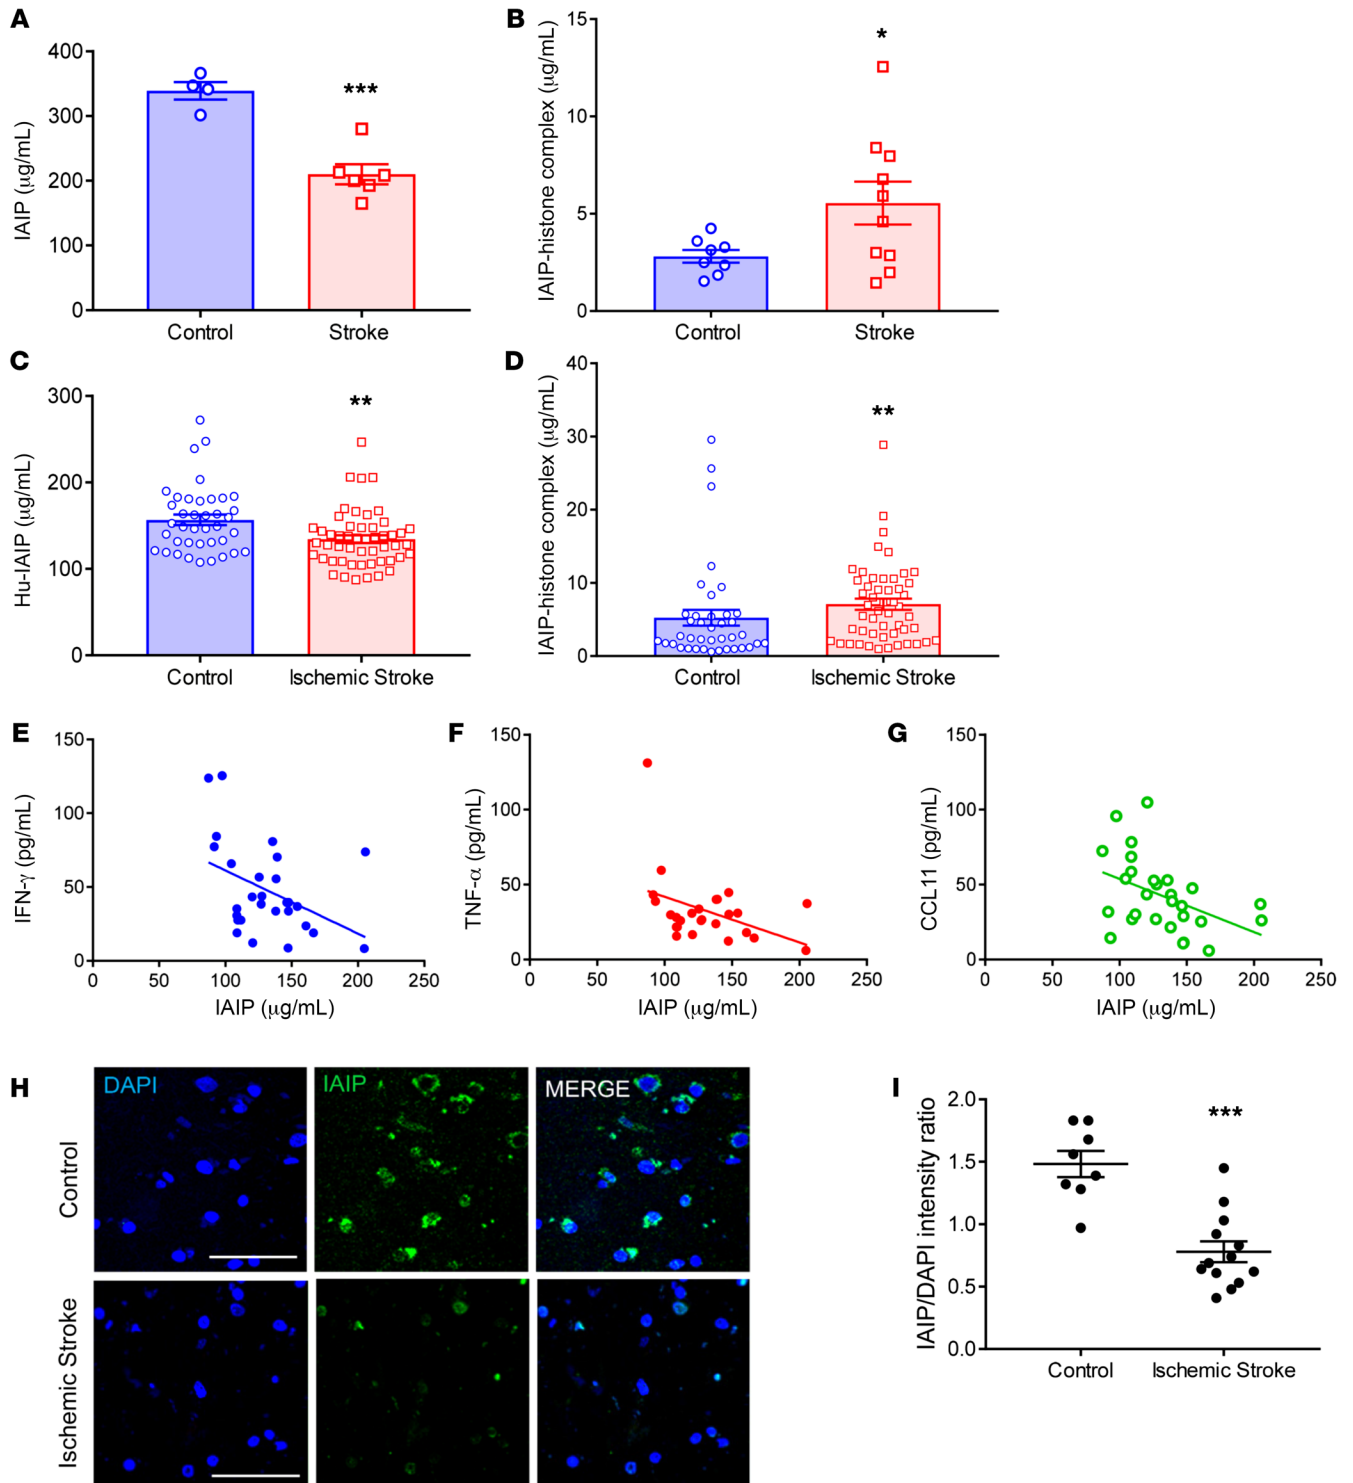 A
IAIP (μg/mL)
400
300
200
100
0
***
Control
Stroke
B
IAIP-histone complex (μg/mL)
15
10
5
0
*
Control
Stroke
C
Hu-IAIP (μg/mL)
300
200
100
0
**
Control
Ischemic Stroke
D
IAIP-histone complex (μg/mL)
40
30
20
10
0
**
Control
Ischemic Stroke
E
IFN-γ (pg/mL)
150
100
50
0
0 50 100 150 200 250
IAIP (μg/mL)
F
TNF-α (pg/mL)
150
100
50
0
0 50 100 150 200 250
IAIP (μg/mL)
G
CCL11 (pg/mL)
150
100
50
0
0 50 100 150 200 250
IAIP (μg/mL)
H
DAPI
IAIP
MERGE
Control
Ischemic Stroke
I
IAIP/DAPI intensity ratio
2.0
1.5
1.0
0.5
0.0
***
Control
Ischemic Stroke